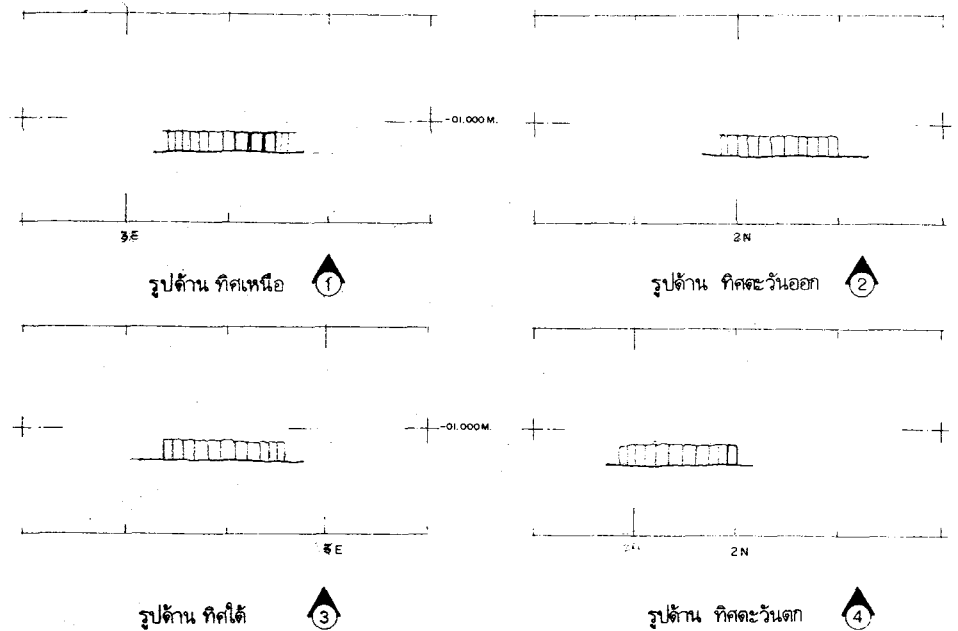 -01.000 M.
3E
2N
รูปด้าน ทิศเหนือ 1
รูปด้าน ทิศตะวันออก 2
-01.000 M.
E
2N
รูปด้าน ทิศใต้ 3
รูปด้าน ทิศตะวันตก 4